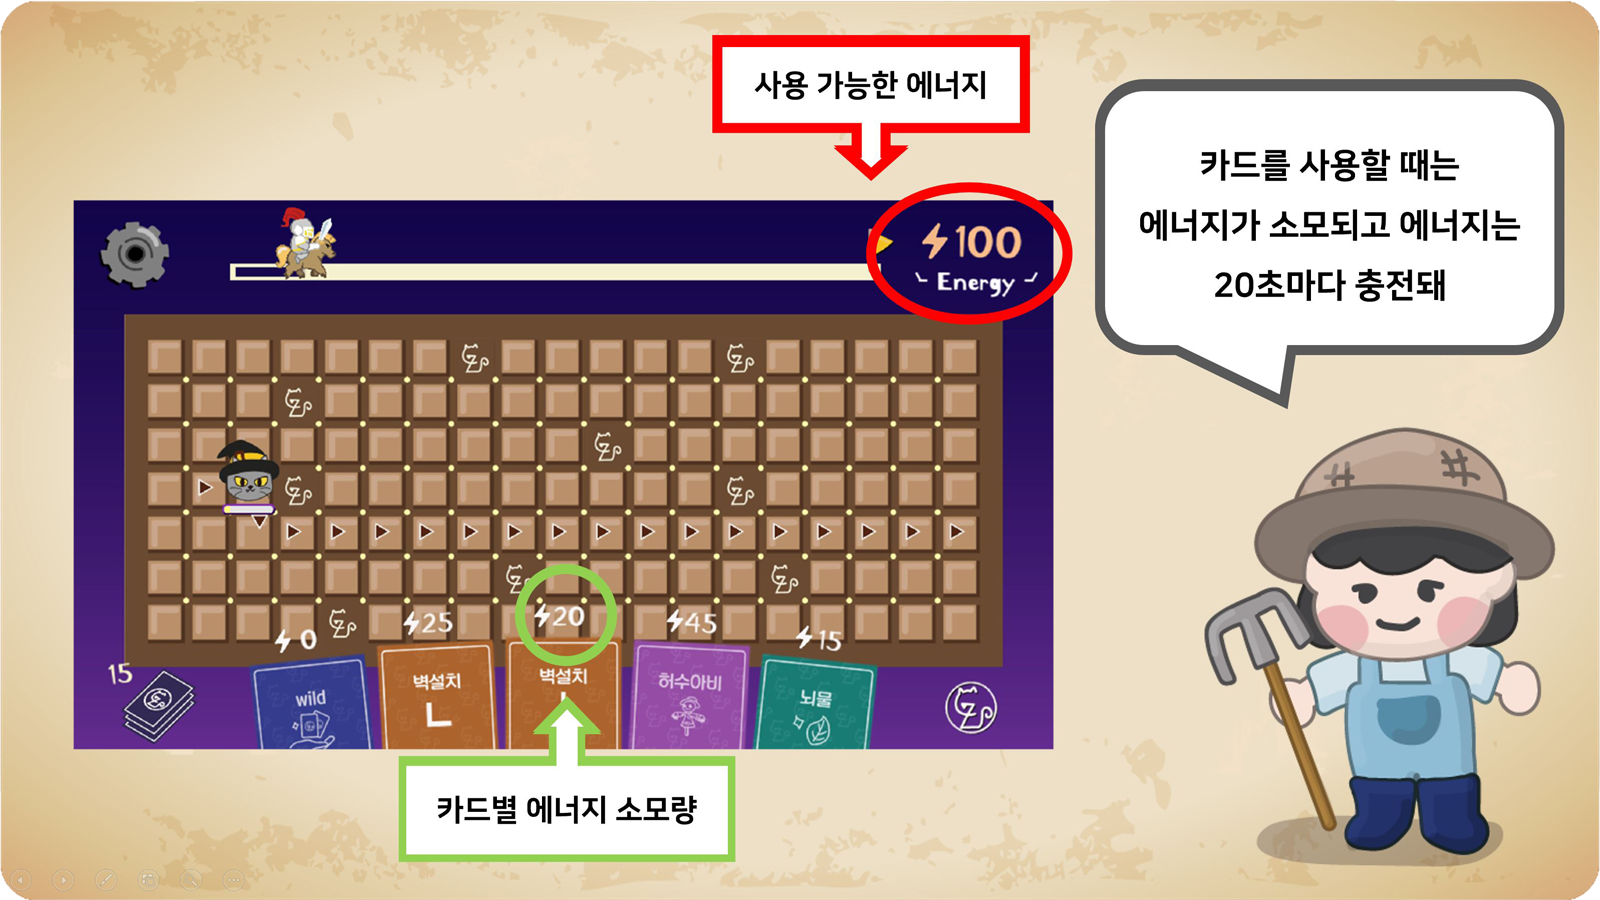 사용 가능한 에너지
카드를 사용할 때는
에너지가 소모되고 에너지는
20초마다 충전돼
100
Energy
0
25
20
45
15
15
wild
벽설치
벽설치
허수아비
뇌물
카드별 에너지 소모량